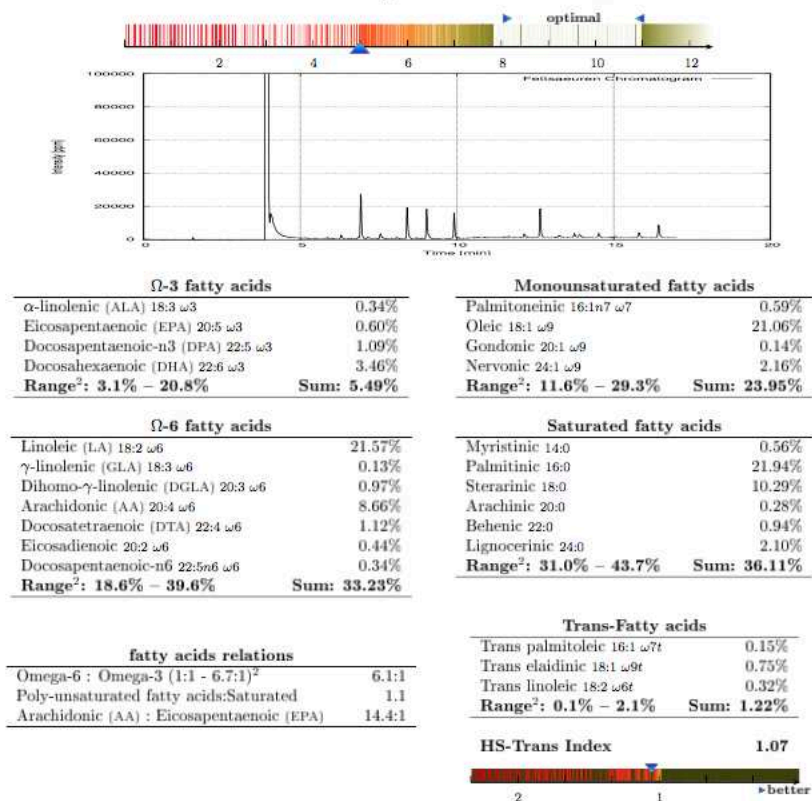 optimal
2 4 6 8 10 12
Fettsaeuren Chromatogram
100000
80000
60000
40000
20000
0
Intensity (ppm)
0 5 10 15 20
Time (min)
Ω-3 fatty acids
α-linolenic (ALA) 18:3 ω3 0.34%
Eicosapentaenoic (EPA) 20:5 ω3 0.60%
Docosapentaenoic-n3 (DPA) 22:5 ω3 1.09%
Docosahexaenoic (DHA) 22:6 ω3 3.46%
Range²: 3.1% – 20.8% Sum: 5.49%
Ω-6 fatty acids
Linoleic (LA) 18:2 ω6 21.57%
γ-linolenic (GLA) 18:3 ω6 0.13%
Dihomo-γ-linolenic (DGLA) 20:3 ω6 0.97%
Arachidonic (AA) 20:4 ω6 8.66%
Docosatetraenoic (DTA) 22:4 ω6 1.12%
Eicosadienoic 20:2 ω6 0.44%
Docosapentaenoic-n6 22:5n6 ω6 0.34%
Range²: 18.6% – 39.6% Sum: 33.23%
fatty acids relations
Omega-6 : Omega-3 (1:1 - 6.7:1)² 6.1:1
Poly-unsaturated fatty acids:Saturated 1.1
Arachidonic (AA) : Eicosapentaenoic (EPA) 14.4:1
Monounsaturated fatty acids
Palmitoneinic 16:1n7 ω7 0.59%
Oleic 18:1 ω9 21.06%
Gondonic 20:1 ω9 0.14%
Nervonic 24:1 ω9 2.16%
Range²: 11.6% – 29.3% Sum: 23.95%
Saturated fatty acids
Myristinic 14:0 0.56%
Palmitinic 16:0 21.94%
Sterarinic 18:0 10.29%
Arachinic 20:0 0.28%
Behenic 22:0 0.94%
Lignocerinic 24:0 2.10%
Range²: 31.0% – 43.7% Sum: 36.11%
Trans-Fatty acids
Trans palmitoleic 16:1 ω7t 0.15%
Trans elaidinic 18:1 ω9t 0.75%
Trans linoleic 18:2 ω6t 0.32%
Range²: 0.1% – 2.1% Sum: 1.22%
HS-Trans Index 1.07
better
2 1